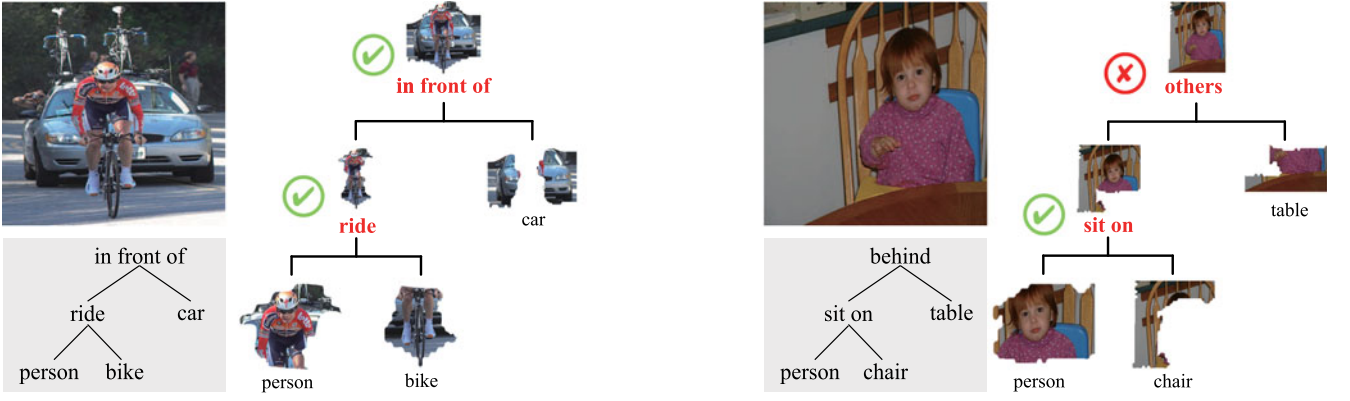 in front of
ride
car
person
bike
in front of
ride
car
person
bike
others
sit on
table
person
chair
behind
sit on
table
person
chair